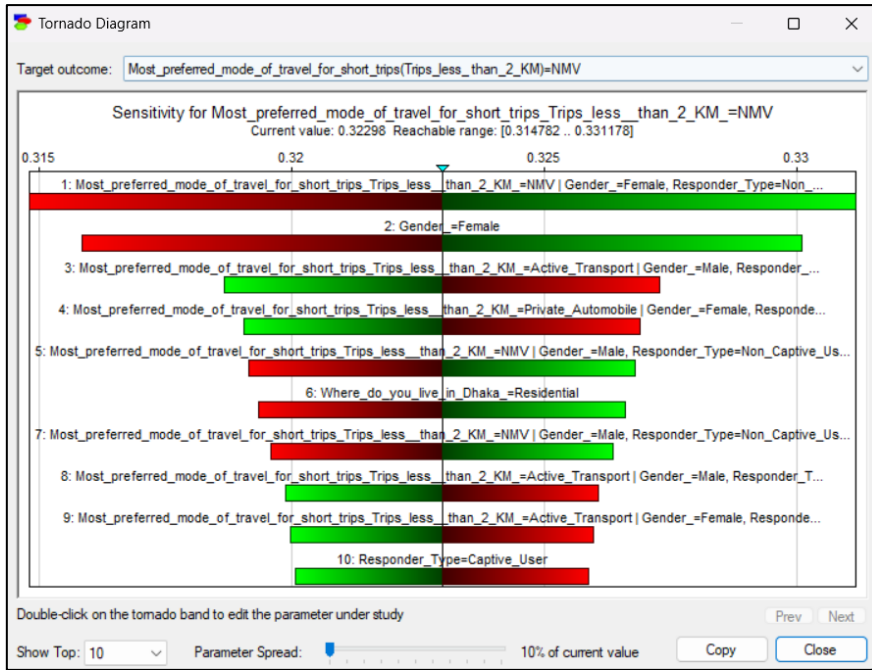 Tornado Diagram
Target outcome: Most_preferred_mode_of_travel_for_short_trips(Trips_less_than_2_KM)=NMV
Sensitivity for Most_preferred_mode_of_travel_for_short_trips_Trips_less__than_2_KM_=NMV
Current value: 0.32298 Reachable range: [0.314782 .. 0.331178]
0.315 0.32 0.325 0.33
1: Most_preferred_mode_of_travel_for_short_trips_Trips_less__than_2_KM_=NMV | Gender_=Female, Responder_Type=Non_...
2: Gender_=Female
3: Most_preferred_mode_of_travel_for_short_trips_Trips_less__than_2_KM_=Active_Transport | Gender_=Male, Responder_...
4: Most_preferred_mode_of_travel_for_short_trips_Trips_less__than_2_KM_=Private_Automobile | Gender_=Female, Responde...
5: Most_preferred_mode_of_travel_for_short_trips_Trips_less__than_2_KM_=NMV | Gender_=Male, Responder_Type=Non_Captive_Us...
6: Where_do_you_live_in_Dhaka_=Residential
7: Most_preferred_mode_of_travel_for_short_trips_Trips_less__than_2_KM_=NMV | Gender_=Male, Responder_Type=Non_Captive_Us...
8: Most_preferred_mode_of_travel_for_short_trips_Trips_less__than_2_KM_=Active_Transport | Gender_=Male, Responder_T...
9: Most_preferred_mode_of_travel_for_short_trips_Trips_less__than_2_KM_=Active_Transport | Gender_=Female, Responde...
10: Responder_Type=Captive_User
Double-click on the tornado band to edit the parameter under study
Prev Next
Show Top: 10 Parameter Spread: 10% of current value Copy Close